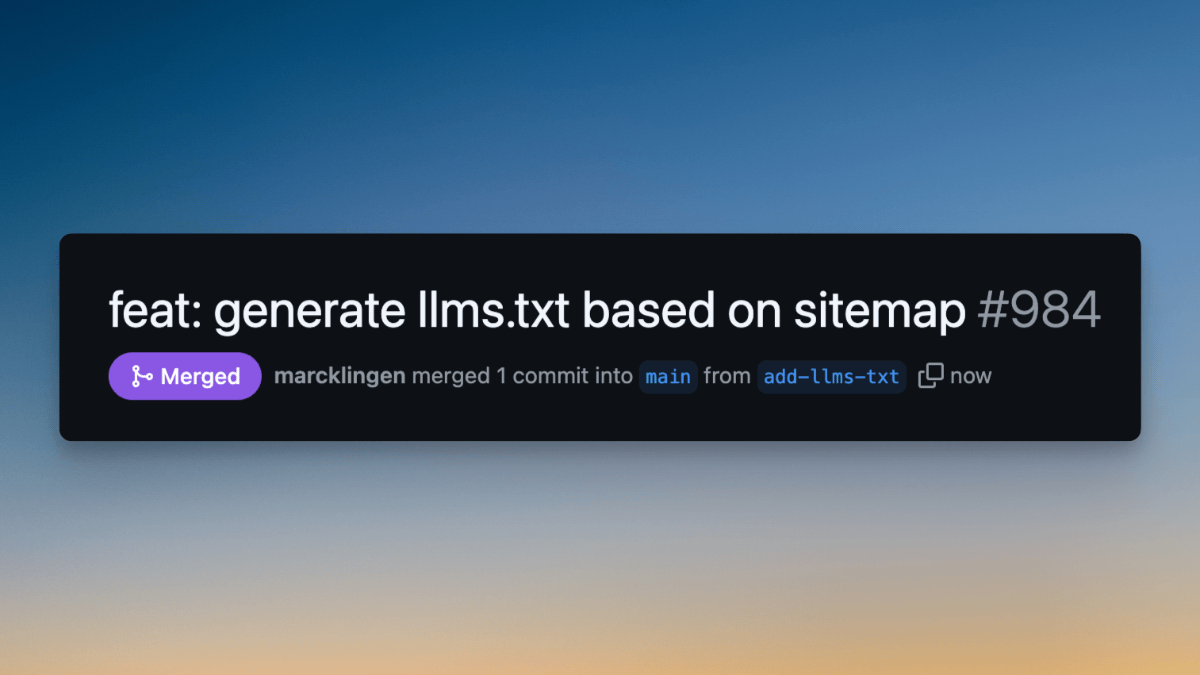 feat: generate llms.txt based on sitemap #984
Merged marcklingen merged 1 commit into main from add-llms-txt now